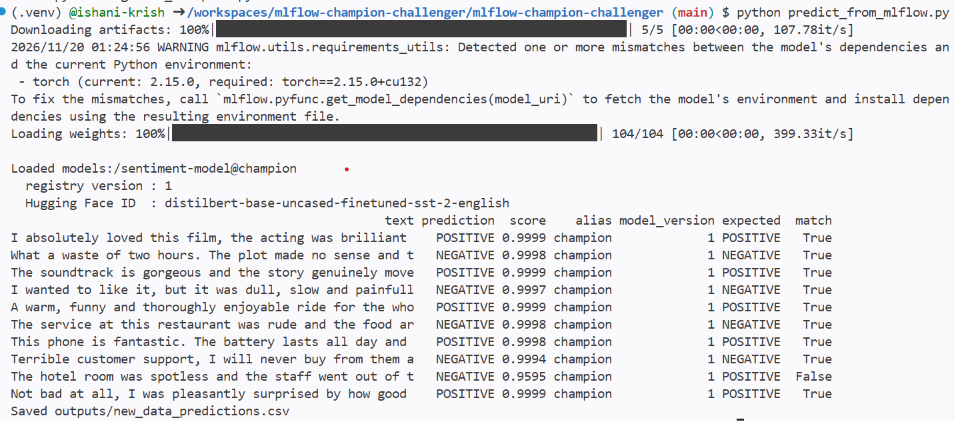 (.venv) @ishani-krish ➜/workspaces/mlflow-champion-challenger/mlflow-champion-challenger (main) $ python predict_from_mlflow.py
Downloading artifacts: 100%| | 5/5 [00:00<00:00, 107.78it/s]
2026/11/20 01:24:56 WARNING mlflow.utils.requirements_utils: Detected one or more mismatches between the model's dependencies an
d the current Python environment:
 - torch (current: 2.15.0, required: torch==2.15.0+cu132)
To fix the mismatches, call `mlflow.pyfunc.get_model_dependencies(model_uri)` to fetch the model's environment and install depen
dencies using the resulting environment file.
Loading weights: 100%| | 104/104 [00:00<00:00, 399.33it/s]
Loaded models:/sentiment-model@champion
  registry version : 1
  Hugging Face ID  : distilbert-base-uncased-finetuned-sst-2-english
text prediction  score    alias model_version expected  match
I absolutely loved this film, the acting was brilliant   POSITIVE 0.9999 champion             1 POSITIVE   True
What a waste of two hours. The plot made no sense and t   NEGATIVE 0.9998 champion             1 NEGATIVE   True
The soundtrack is gorgeous and the story genuinely move   POSITIVE 0.9999 champion             1 POSITIVE   True
I wanted to like it, but it was dull, slow and painfull   NEGATIVE 0.9997 champion             1 NEGATIVE   True
A warm, funny and thoroughly enjoyable ride for the who   POSITIVE 0.9999 champion             1 POSITIVE   True
The service at this restaurant was rude and the food ar   NEGATIVE 0.9998 champion             1 NEGATIVE   True
This phone is fantastic. The battery lasts all day and    POSITIVE 0.9998 champion             1 POSITIVE   True
Terrible customer support, I will never buy from them a   NEGATIVE 0.9994 champion             1 NEGATIVE   True
The hotel room was spotless and the staff went out of t   NEGATIVE 0.9595 champion             1 POSITIVE  False
Not bad at all, I was pleasantly surprised by how good    POSITIVE 0.9999 champion             1 POSITIVE   True
Saved outputs/new_data_predictions.csv